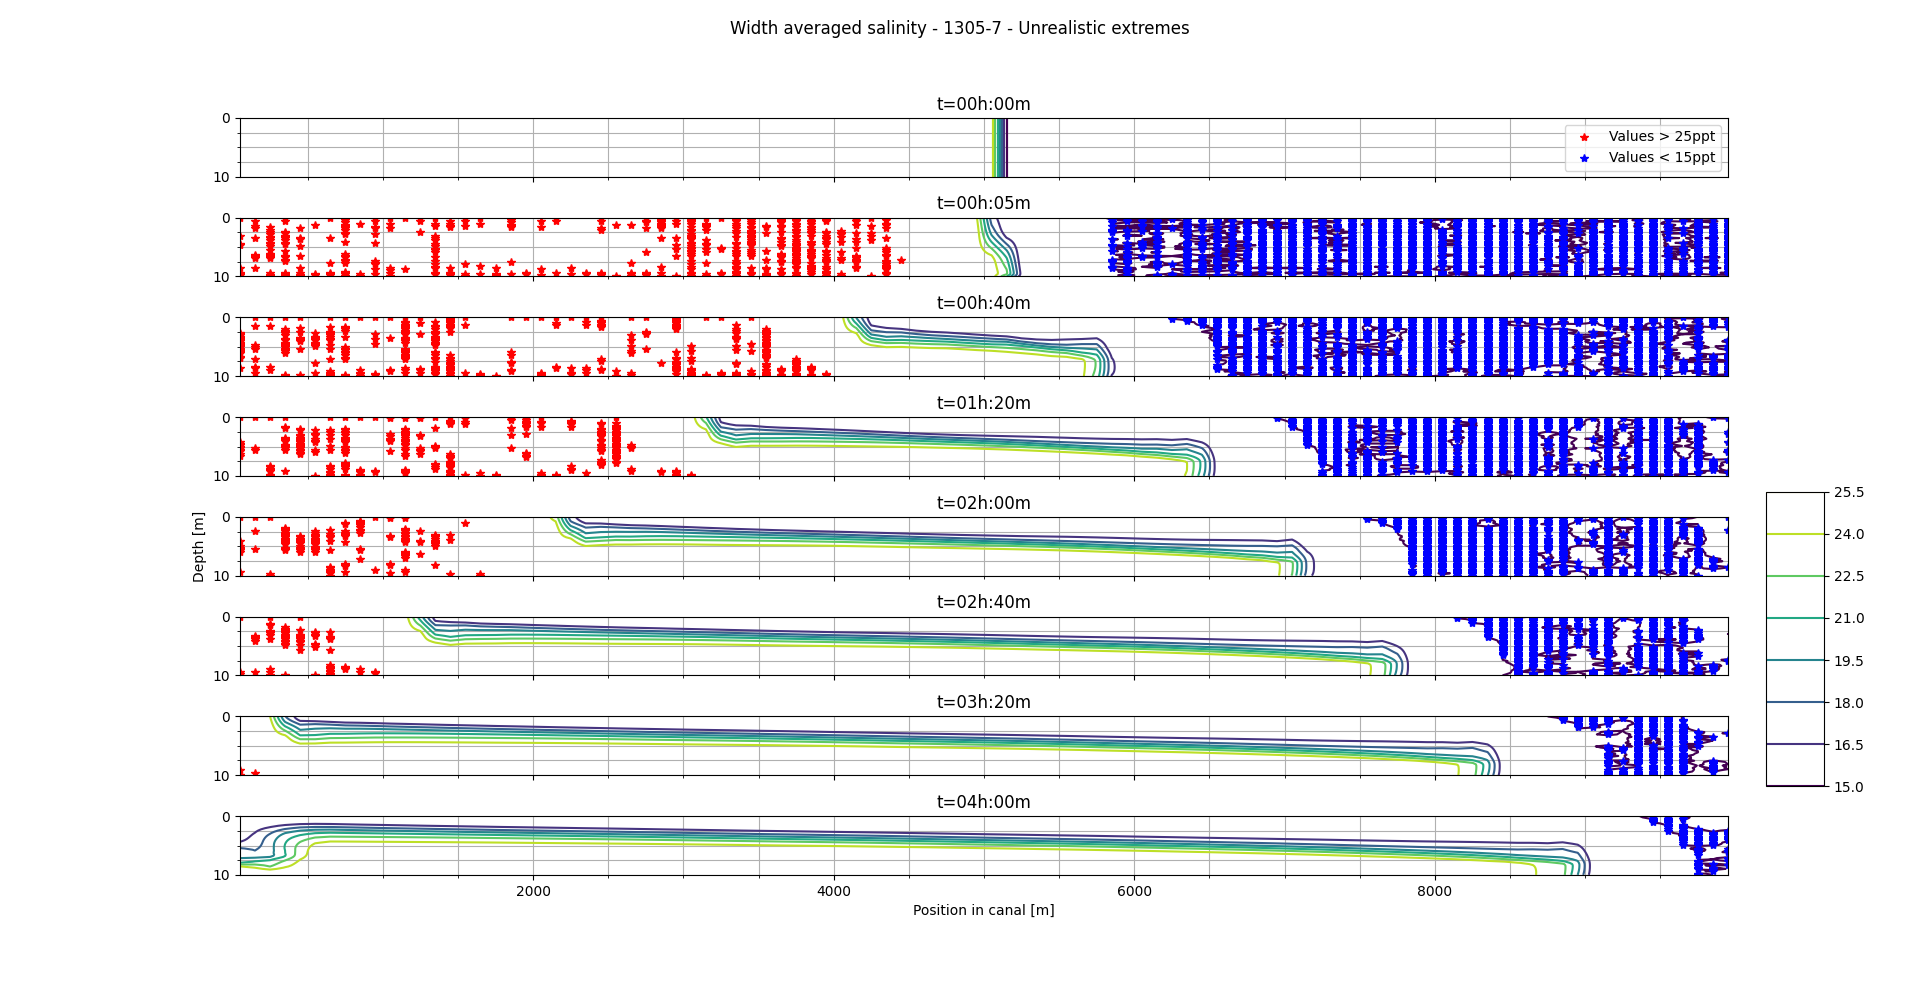 Width averaged salinity - 1305-7 - Unrealistic extremes
t=00h:00m
0
10
Values > 25ppt
Values < 15ppt
t=00h:05m
0
10
t=00h:40m
0
10
t=01h:20m
0
10
t=02h:00m
0
10
Depth [m]
t=02h:40m
0
10
t=03h:20m
0
10
t=04h:00m
0
10
2000 4000 6000 8000
Position in canal [m]
25.5
24.0
22.5
21.0
19.5
18.0
16.5
15.0